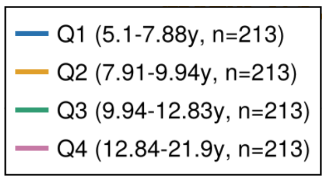 Q1 (5.1-7.88y, n=213)
Q2 (7.91-9.94y, n=213)
Q3 (9.94-12.83y, n=213)
Q4 (12.84-21.9y, n=213)